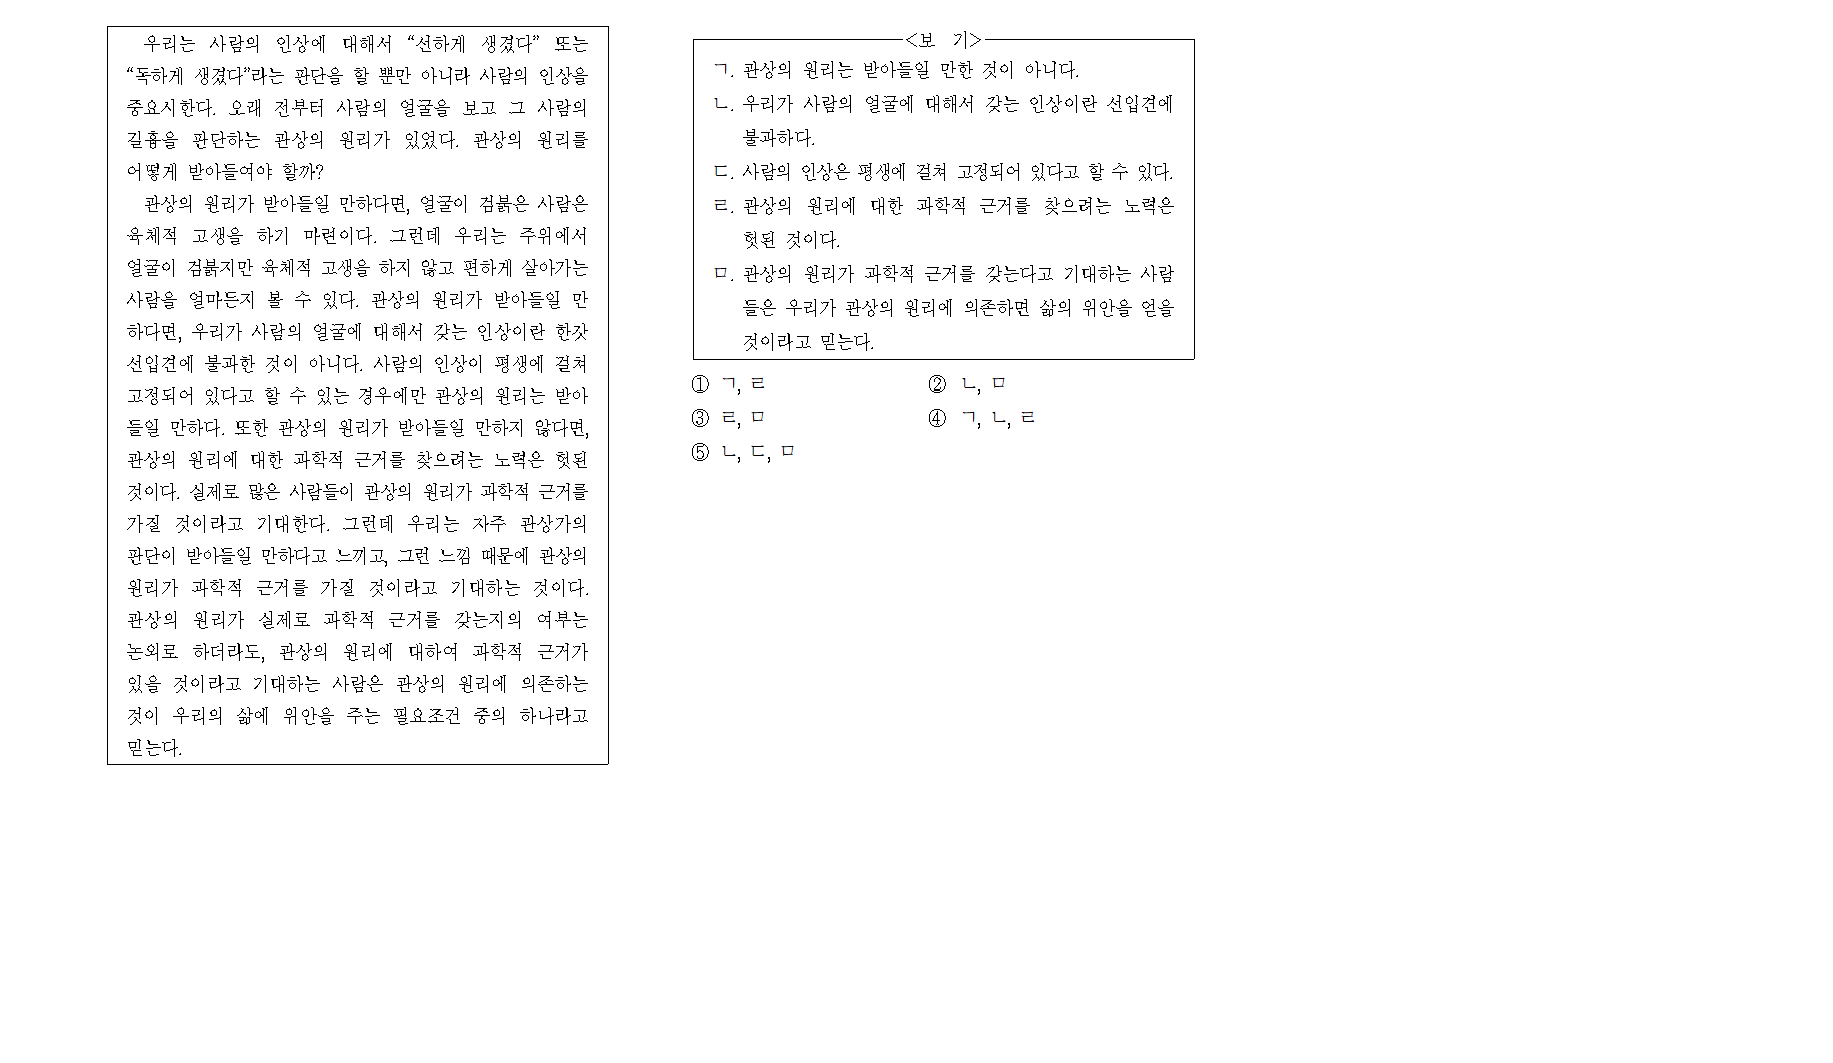 우리는 사람의 인상에 대해서 “선하게 생겼다” 또는
“독하게 생겼다”라는 판단을 할 뿐만 아니라 사람의 인상을
중요시한다. 오래 전부터 사람의 얼굴을 보고 그 사람의
길흉을 판단하는 관상의 원리가 있었다. 관상의 원리를
어떻게 받아들여야 할까?
관상의 원리가 받아들일 만하다면, 얼굴이 검붉은 사람은
육체적 고생을 하기 마련이다. 그런데 우리는 주위에서
얼굴이 검붉지만 육체적 고생을 하지 않고 편하게 살아가는
사람을 얼마든지 볼 수 있다. 관상의 원리가 받아들일 만
하다면, 우리가 사람의 얼굴에 대해서 갖는 인상이란 한갓
선입견에 불과한 것이 아니다. 사람의 인상이 평생에 걸쳐
고정되어 있다고 할 수 있는 경우에만 관상의 원리는 받아
들일 만하다. 또한 관상의 원리가 받아들일 만하지 않다면,
관상의 원리에 대한 과학적 근거를 찾으려는 노력은 헛된
것이다. 실제로 많은 사람들이 관상의 원리가 과학적 근거를
가질 것이라고 기대한다. 그런데 우리는 자주 관상가의
판단이 받아들일 만하다고 느끼고, 그런 느낌 때문에 관상의
원리가 과학적 근거를 가질 것이라고 기대하는 것이다.
관상의 원리가 실제로 과학적 근거를 갖는지의 여부는
논외로 하더라도, 관상의 원리에 대하여 과학적 근거가
있을 것이라고 기대하는 사람은 관상의 원리에 의존하는
것이 우리의 삶에 위안을 주는 필요조건 중의 하나라고
믿는다.
<보 기>
ㄱ. 관상의 원리는 받아들일 만한 것이 아니다.
ㄴ. 우리가 사람의 얼굴에 대해서 갖는 인상이란 선입견에
불과하다.
ㄷ. 사람의 인상은 평생에 걸쳐 고정되어 있다고 할 수 있다.
ㄹ. 관상의 원리에 대한 과학적 근거를 찾으려는 노력은
헛된 것이다.
ㅁ. 관상의 원리가 과학적 근거를 갖는다고 기대하는 사람
들은 우리가 관상의 원리에 의존하면 삶의 위안을 얻을
것이라고 믿는다.
① ㄱ, ㄹ ② ㄴ, ㅁ
③ ㄹ, ㅁ ④ ㄱ, ㄴ, ㄹ
⑤ ㄴ, ㄷ, ㅁ